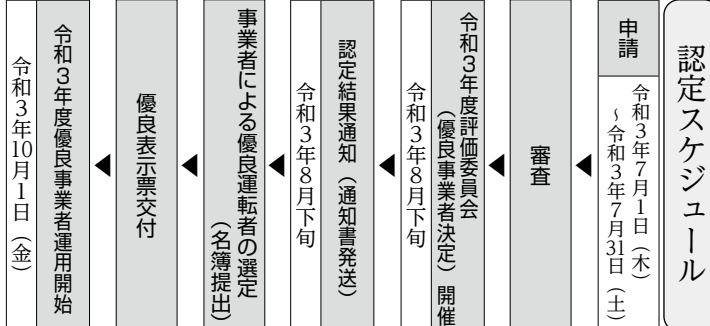 認定スケジュール
申請
令和3年7月1日（木）
～令和3年7月31日（土）
審査
令和3年度評価委員会
（優良事業者決定）開催
令和3年8月下旬
認定結果通知（通知書発送）
令和3年8月下旬
事業者による優良運転者の選定
（名簿提出）
優良表示票交付
令和3年度優良事業者運用開始
令和3年10月1日（金）